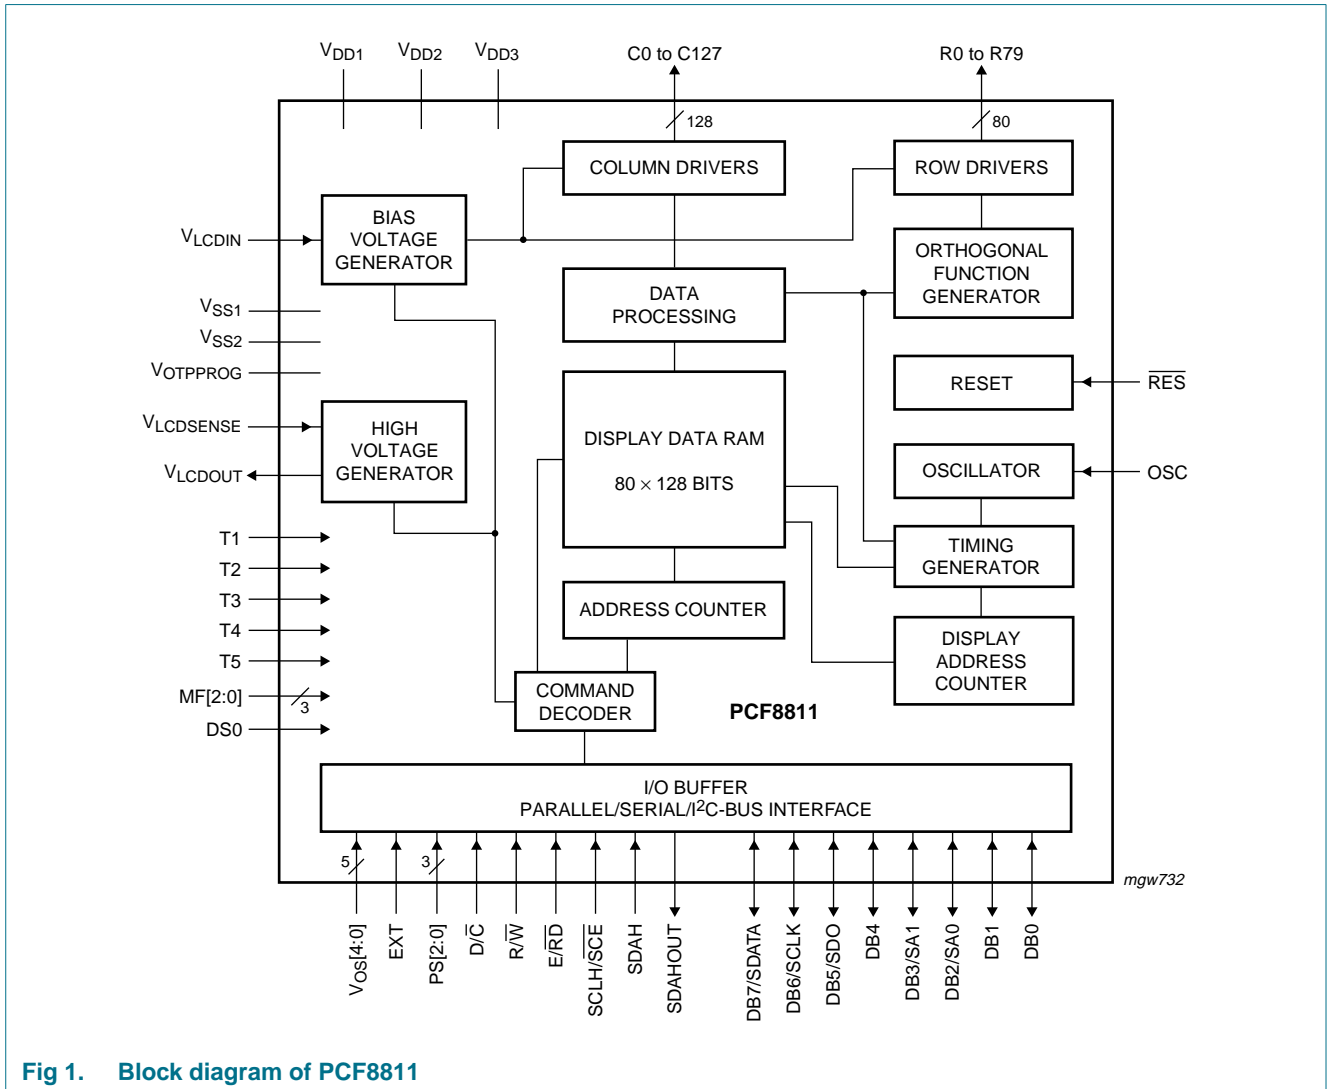 VDD1 VDD2 VDD3 C0 to C127 R0 to R79
128 80
COLUMN DRIVERS
ROW DRIVERS
BIAS
VOLTAGE
GENERATOR
VLCDIN
ORTHOGONAL
FUNCTION
GENERATOR
DATA
PROCESSING
VSS1
VSS2
VOTPPROG
RESET
R̅E̅S̅
VLCDSENSE
VLCDOUT
HIGH
VOLTAGE
GENERATOR
DISPLAY DATA RAM
80 × 128 BITS
OSCILLATOR
OSC
T1
T2
T3
T4
T5
MF[2:0]
3
DS0
TIMING
GENERATOR
ADDRESS COUNTER
DISPLAY
ADDRESS
COUNTER
COMMAND
DECODER
PCF8811
I/O BUFFER
PARALLEL/SERIAL/I²C-BUS INTERFACE
5 3
mgw732
VOS[4:0]
EXT
PS[2:0]
D/C̅
R/W̅
E/R̅D̅
SCLH/S̅C̅E̅
SDAH
SDAHOUT
DB7/SDATA
DB6/SCLK
DB5/SDO
DB4
DB3/SA1
DB2/SA0
DB1
DB0
Fig 1. Block diagram of PCF8811